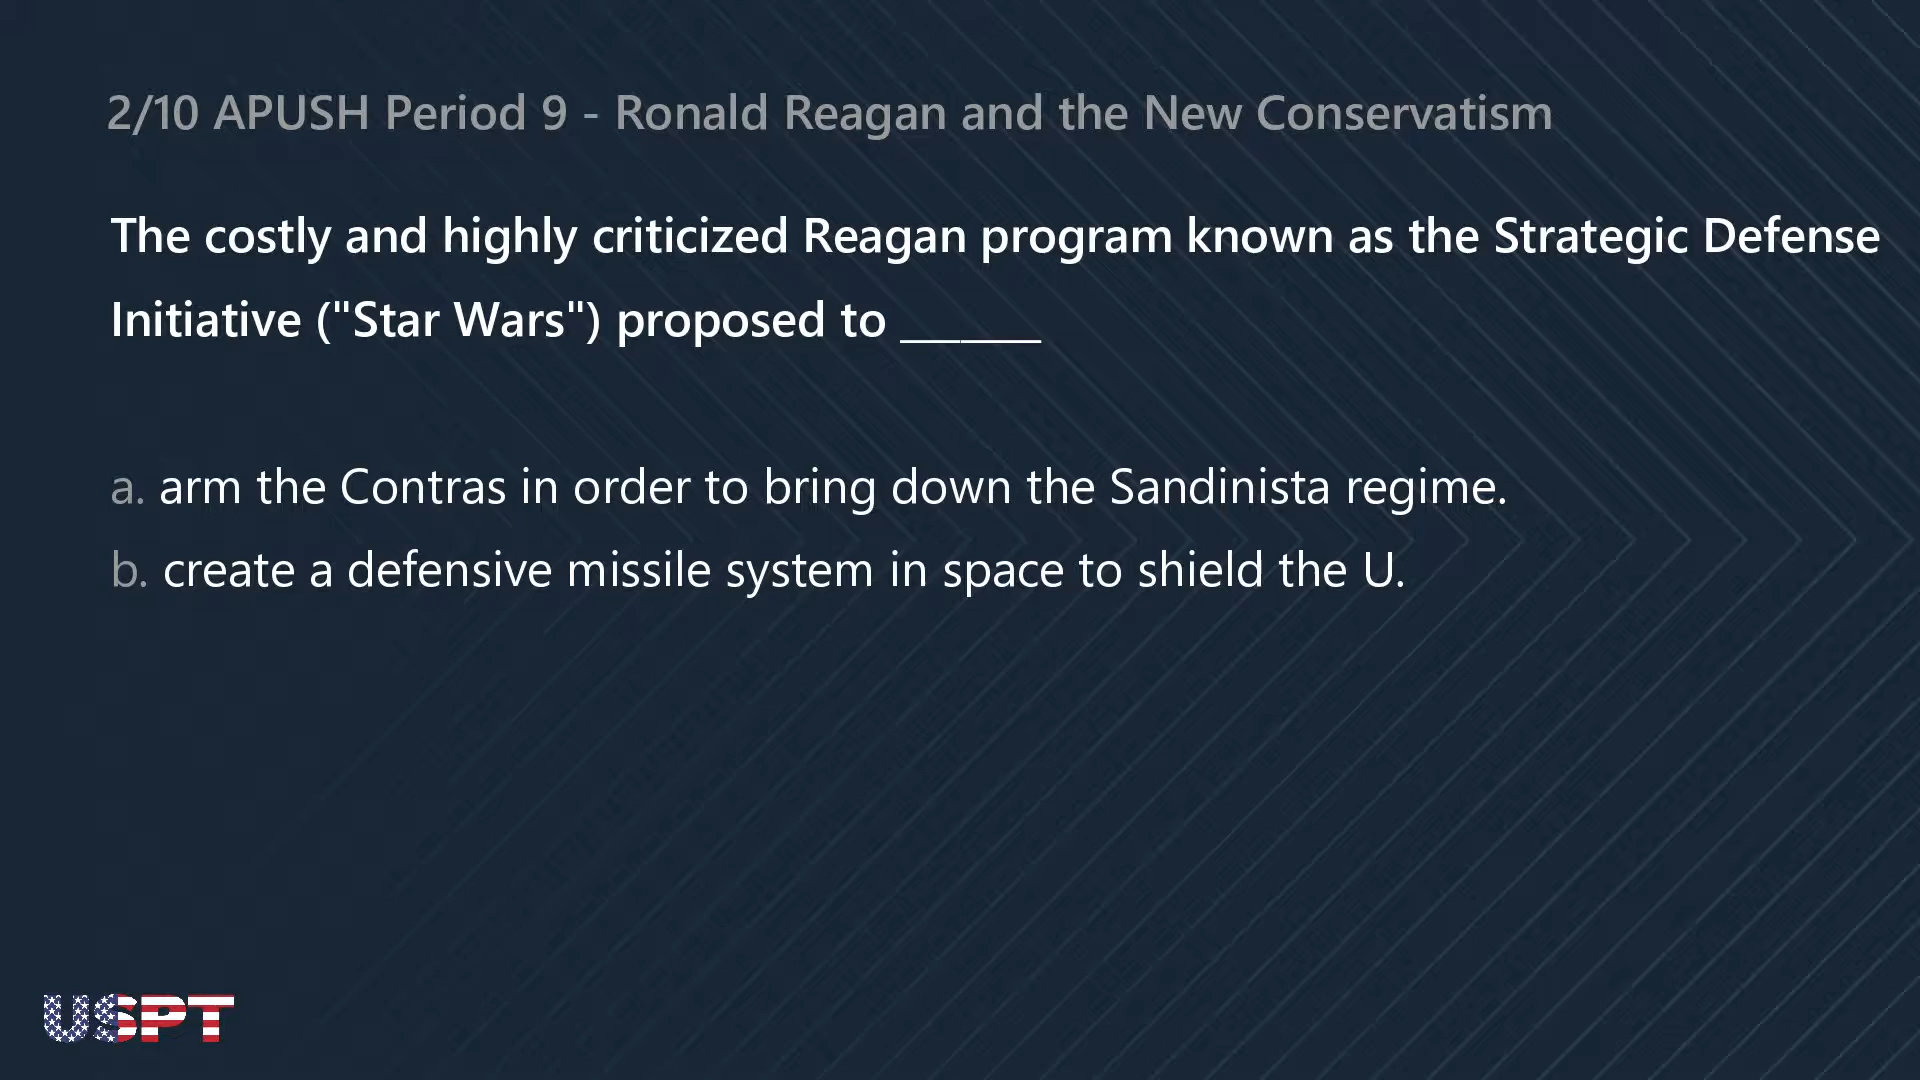 2/10 APUSH Period 9 - Ronald Reagan and the New Conservatism
The costly and highly criticized Reagan program known as the Strategic Defense
Initiative ("Star Wars") proposed to ______
a. arm the Contras in order to bring down the Sandinista regime.
b. create a defensive missile system in space to shield the U.
USPT